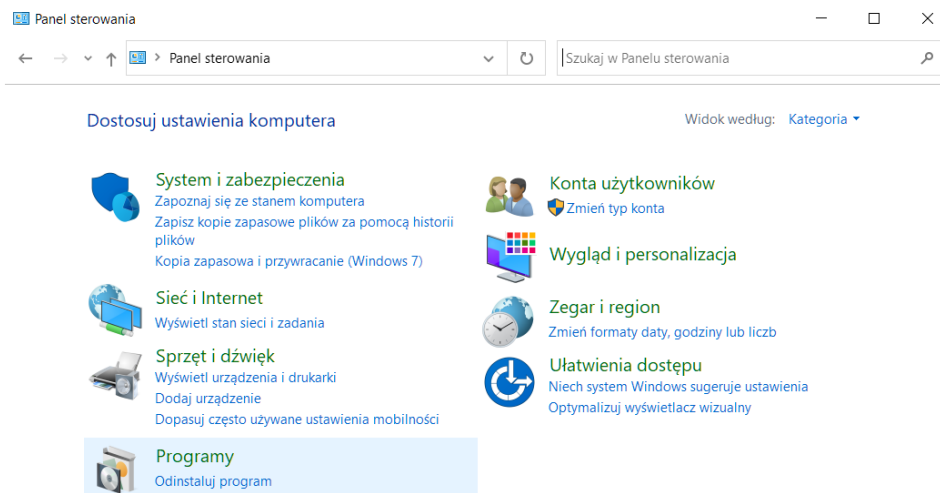 Panel sterowania
Panel sterowania
Szukaj w Panelu sterowania
Dostosuj ustawienia komputera
Widok według: Kategoria
System i zabezpieczenia
Zapoznaj się ze stanem komputera
Zapisz kopie zapasowe plików za pomocą historii
plików
Kopia zapasowa i przywracanie (Windows 7)
Sieć i Internet
Wyświetl stan sieci i zadania
Sprzęt i dźwięk
Wyświetl urządzenia i drukarki
Dodaj urządzenie
Dopasuj często używane ustawienia mobilności
Programy
Odinstaluj program
Konta użytkowników
Zmień typ konta
Wygląd i personalizacja
Zegar i region
Zmień formaty daty, godziny lub liczb
Ułatwienia dostępu
Niech system Windows sugeruje ustawienia
Optymalizuj wyświetlacz wizualny